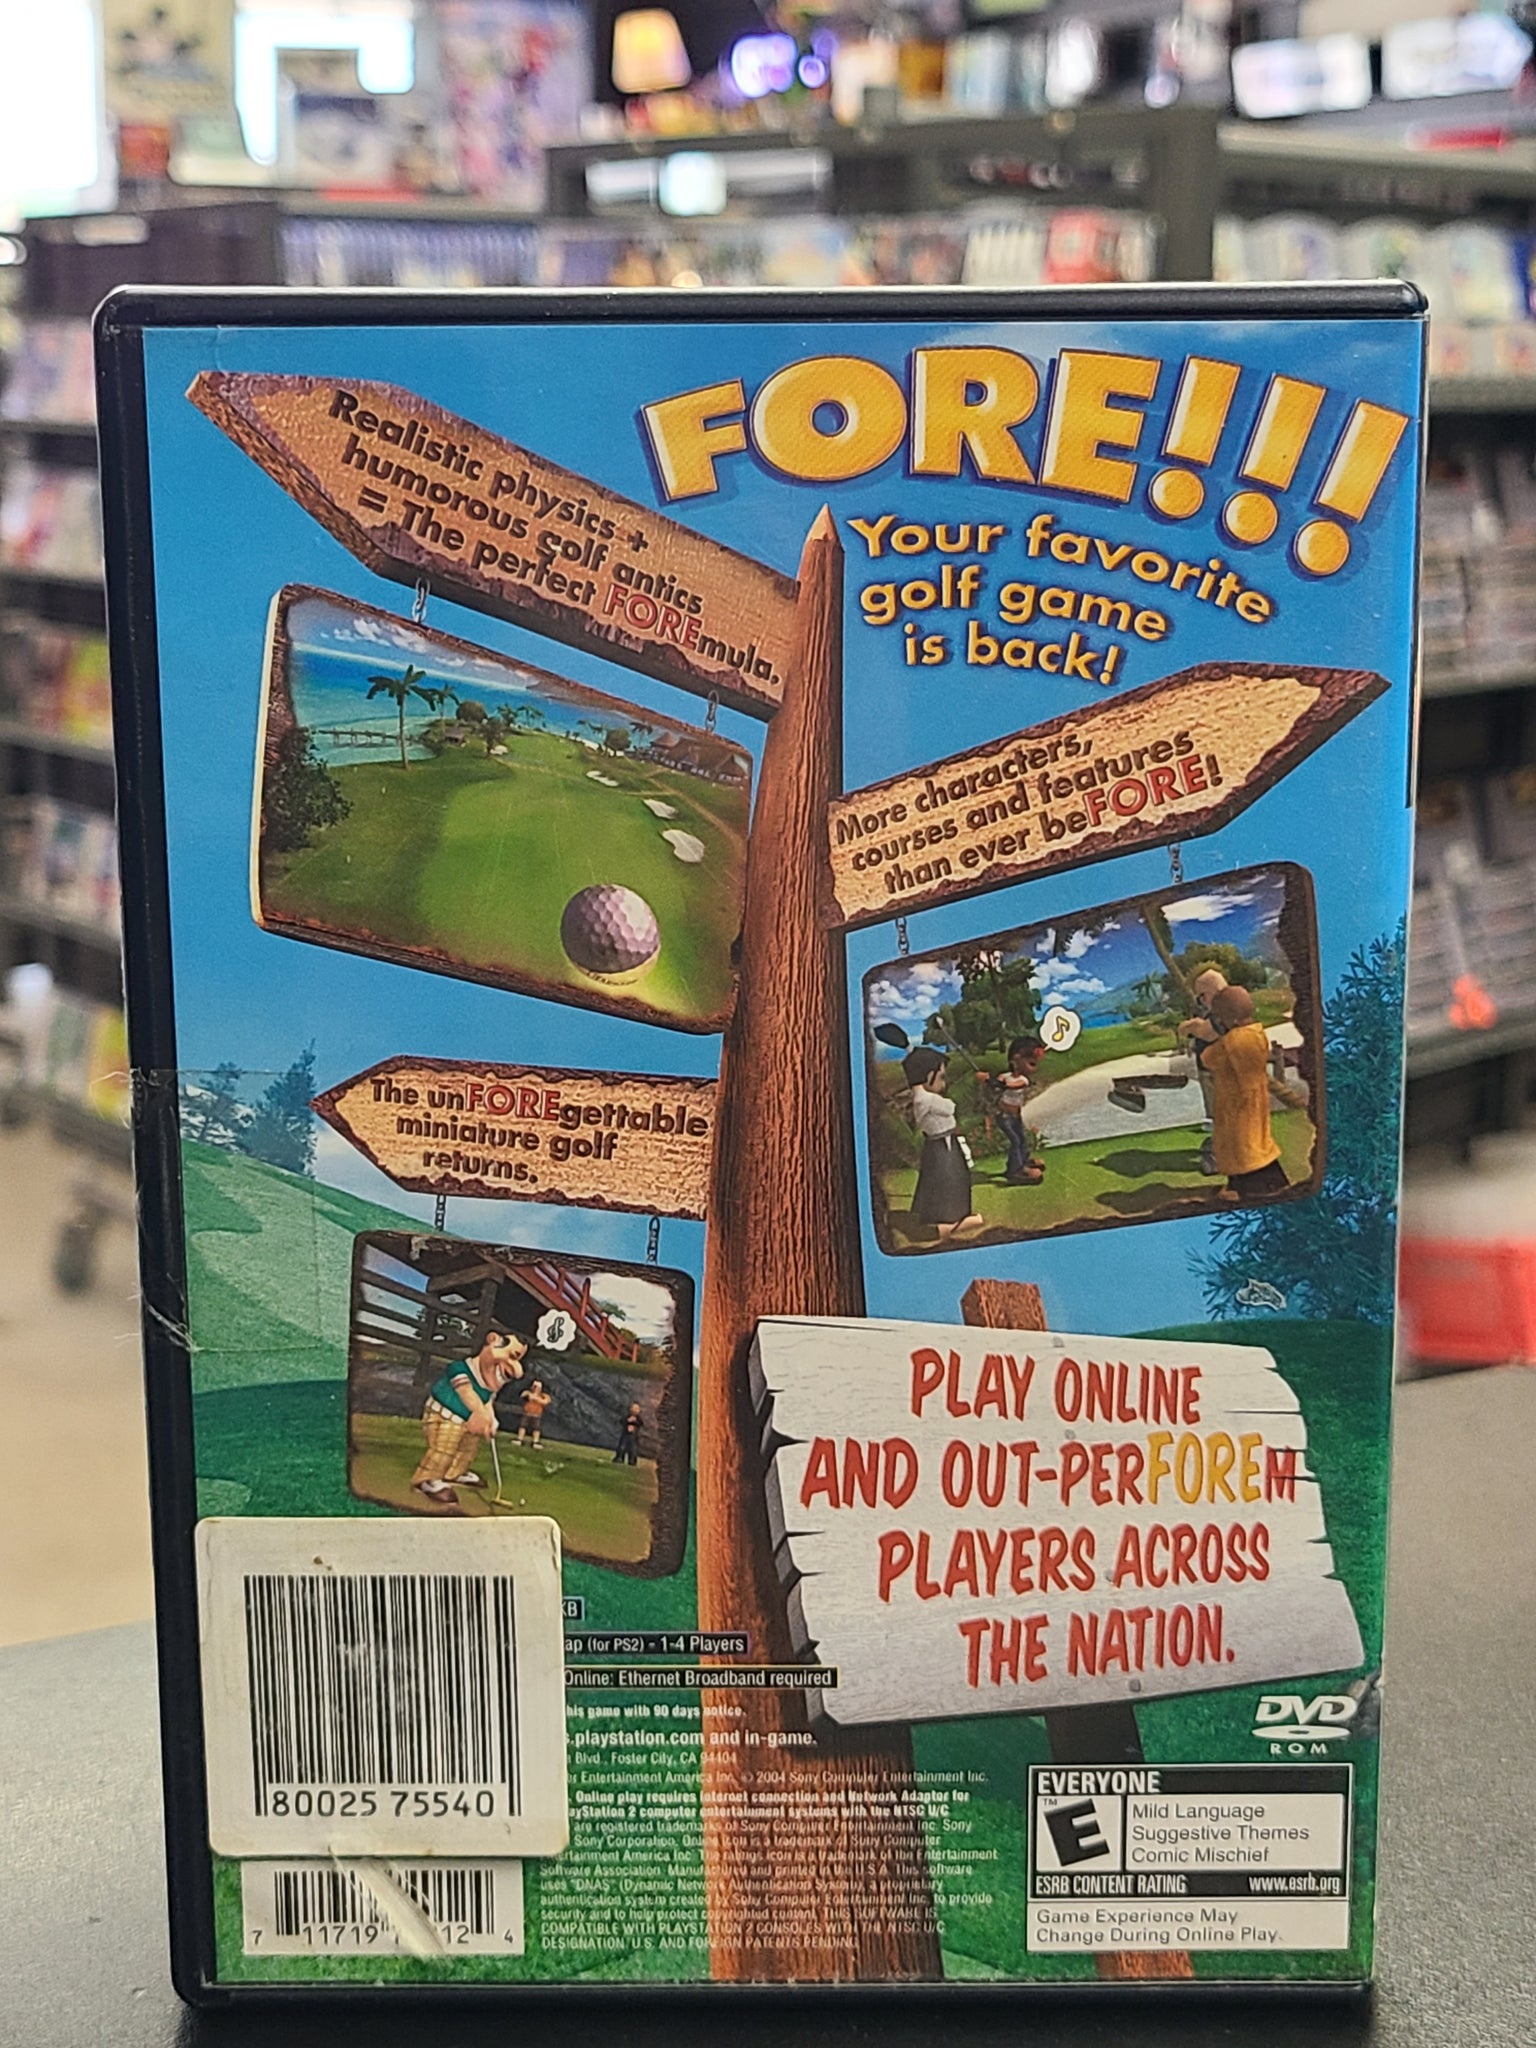 FORE!!!
Your favorite
golf game
is back!
Realistic physics +
humorous golf antics
= The perfect FOREmula.
More characters,
courses and features
than ever beFORE!
The unFOREgettable
miniature golf
returns.
PLAY ONLINE
AND OUT-PERFOREM
PLAYERS ACROSS
THE NATION.
KB
ap (for PS2) - 1-4 Players
Online: Ethernet Broadband required
his game with 90 days notice.
.playstation.com and in-game.
Blvd., Foster City, CA 94404
Entertainment America Inc. © 2004 Sony Computer Entertainment Inc.
Online play requires Internet connection and Network Adaptor for
ayStation 2 computer entertainment systems with the NTSC U/C
are registered trademarks of Sony Computer Entertainment Inc. Sony
Sony Corporation. Online icon is a trademark of Sony Computer
ertainment America Inc. ratings icon is a trademark of the Entertainment
Software Association. Manufactured and printed in the U.S.A. This software
uses "DNAS" (Dynamic Network Authentication System), a proprietary
authentication system created by Sony Computer Entertainment Inc. to provide
security and to help protect copyrighted content. THIS SOFTWARE IS
COMPATIBLE WITH PLAYSTATION 2 CONSOLES WITH THE NTSC U/C
DESIGNATION. U.S. AND FOREIGN PATENTS PENDING.
80025 75540
7 11719 12 4
DVD
ROM
EVERYONE
TM
E
Mild Language
Suggestive Themes
Comic Mischief
ESRB CONTENT RATING www.esrb.org
Game Experience May
Change During Online Play.